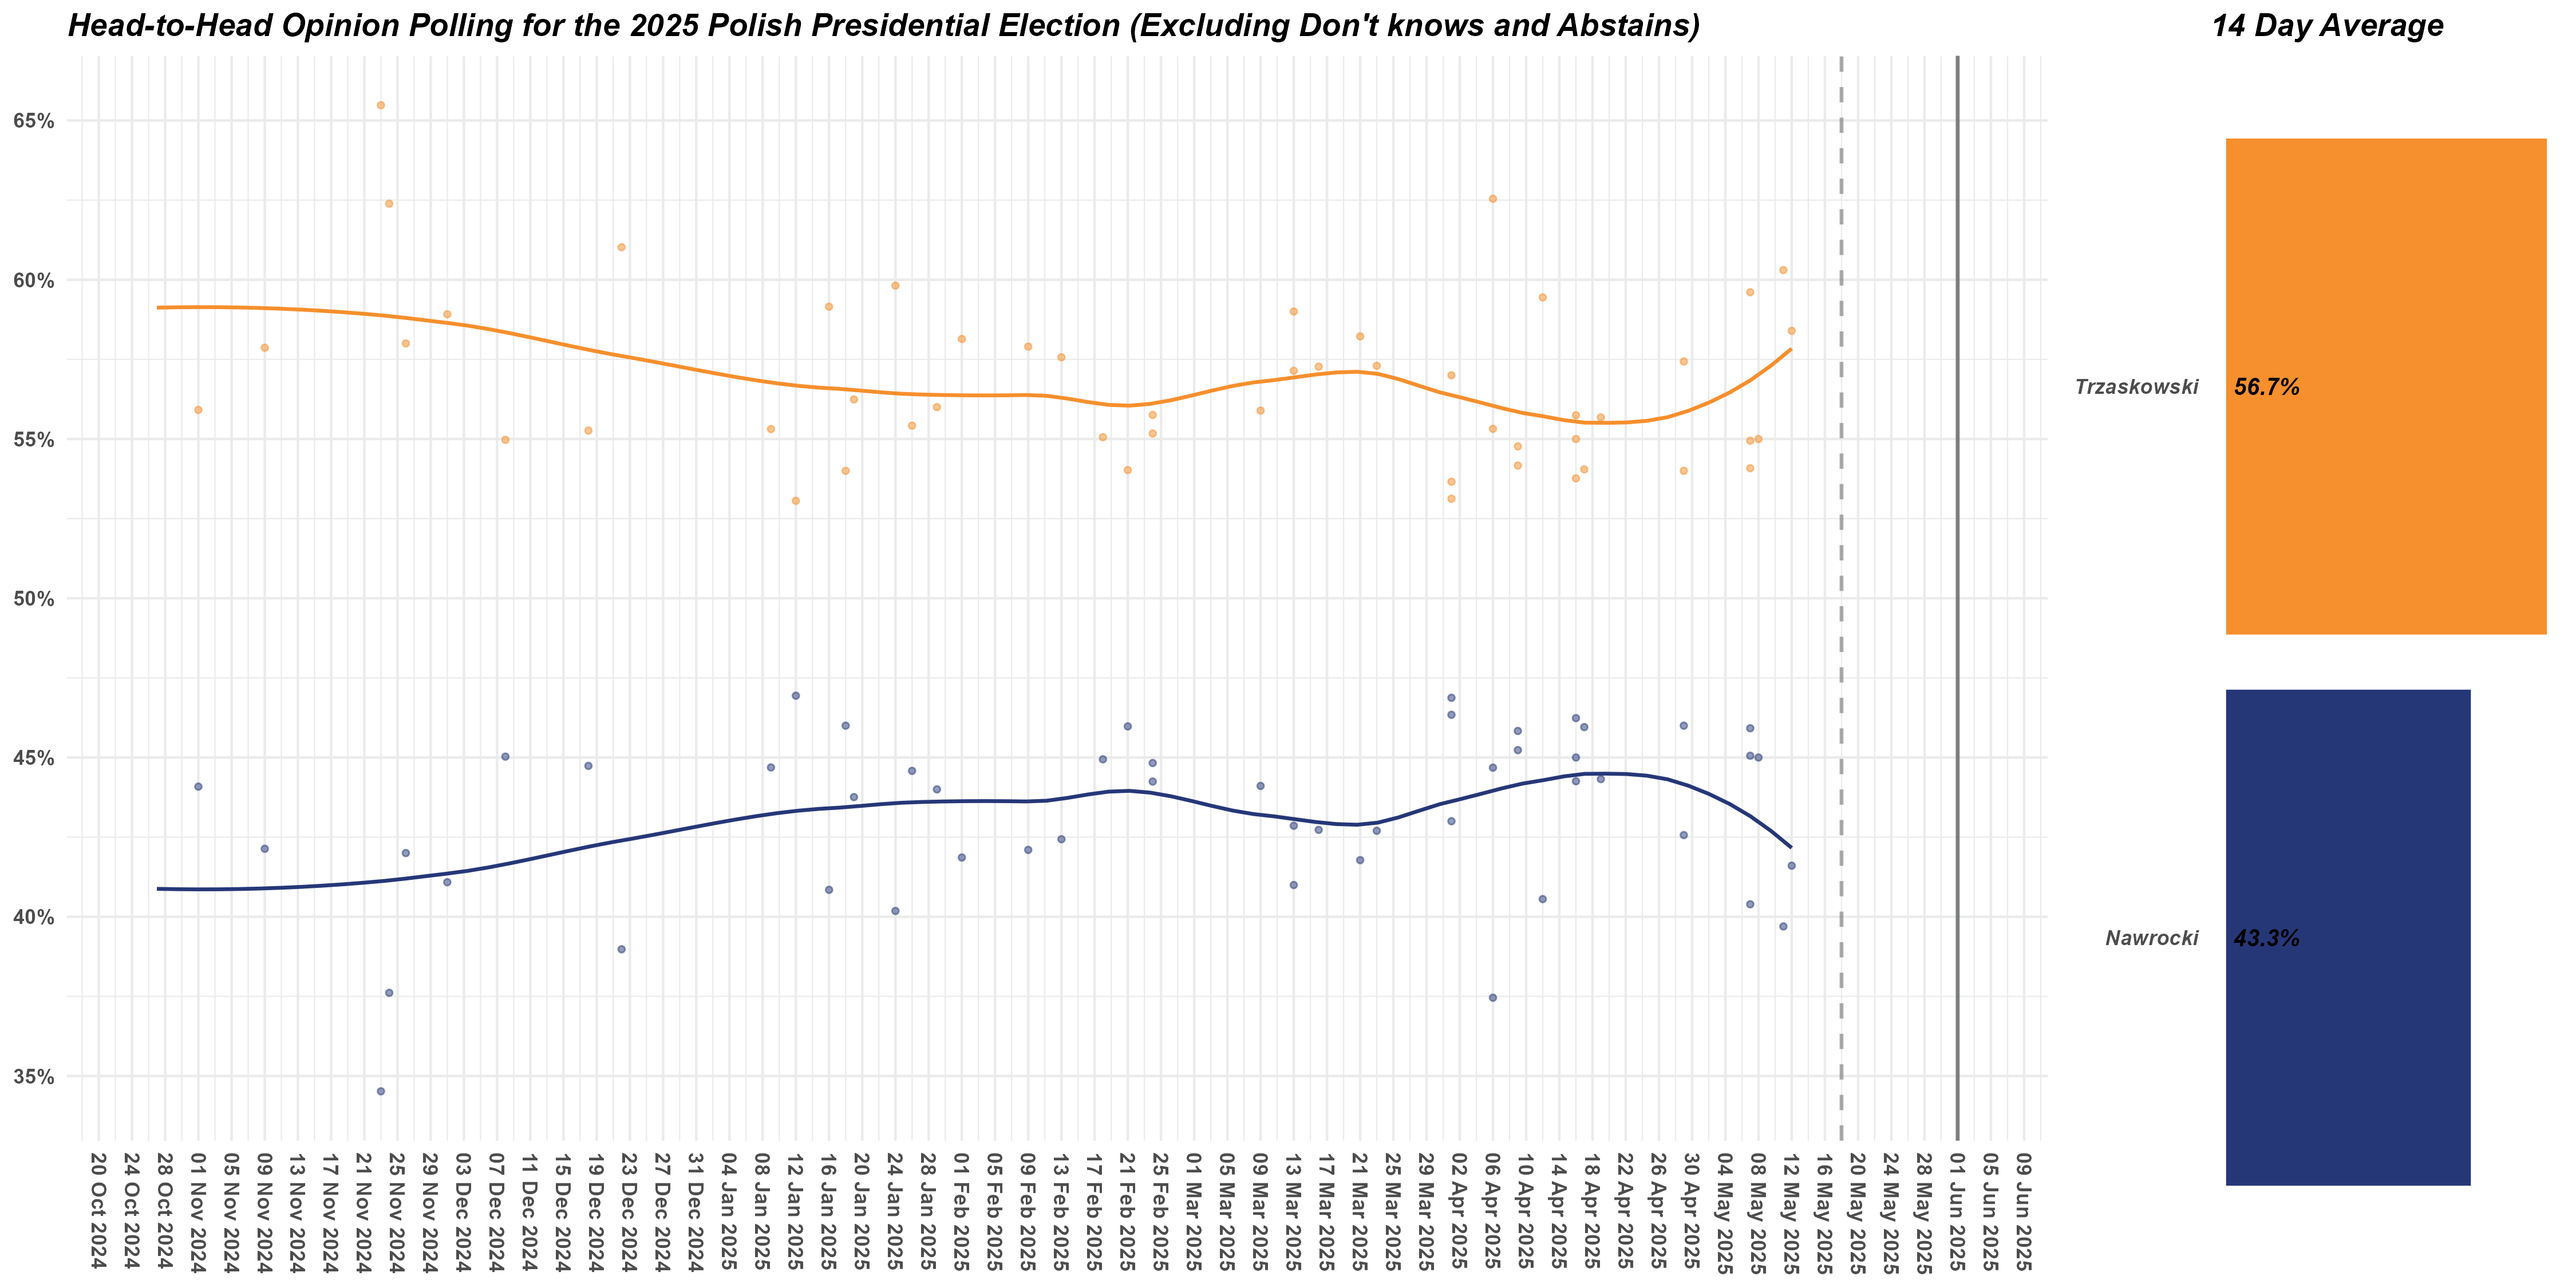 Head-to-Head Opinion Polling for the 2025 Polish Presidential Election (Excluding Don't knows and Abstains)
14 Day Average
65%
60%
55%
50%
45%
40%
35%
Trzaskowski
56.7%
Nawrocki
43.3%
20 Oct 2024
24 Oct 2024
28 Oct 2024
01 Nov 2024
05 Nov 2024
09 Nov 2024
13 Nov 2024
17 Nov 2024
21 Nov 2024
25 Nov 2024
29 Nov 2024
03 Dec 2024
07 Dec 2024
11 Dec 2024
15 Dec 2024
19 Dec 2024
23 Dec 2024
27 Dec 2024
31 Dec 2024
04 Jan 2025
08 Jan 2025
12 Jan 2025
16 Jan 2025
20 Jan 2025
24 Jan 2025
28 Jan 2025
01 Feb 2025
05 Feb 2025
09 Feb 2025
13 Feb 2025
17 Feb 2025
21 Feb 2025
25 Feb 2025
01 Mar 2025
05 Mar 2025
09 Mar 2025
13 Mar 2025
17 Mar 2025
21 Mar 2025
25 Mar 2025
29 Mar 2025
02 Apr 2025
06 Apr 2025
10 Apr 2025
14 Apr 2025
18 Apr 2025
22 Apr 2025
26 Apr 2025
30 Apr 2025
04 May 2025
08 May 2025
12 May 2025
16 May 2025
20 May 2025
24 May 2025
28 May 2025
01 Jun 2025
05 Jun 2025
09 Jun 2025